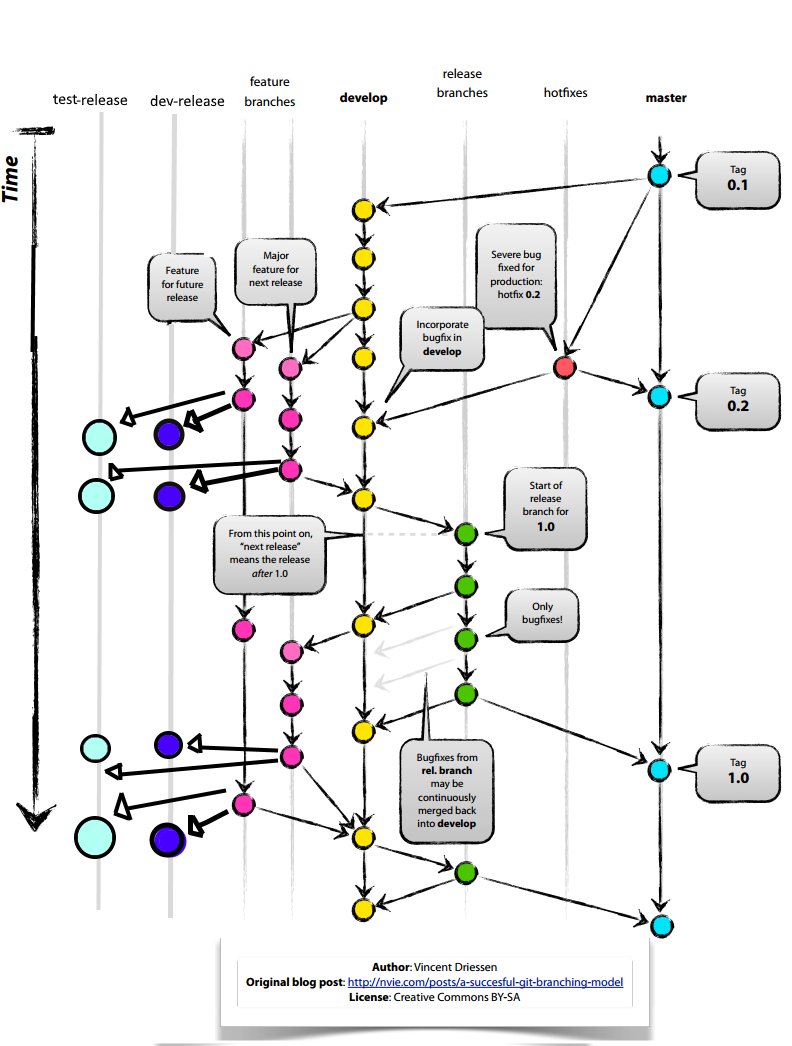 test-release
dev-release
feature
branches
develop
release
branches
hotfixes
master
Time
Tag
0.1
Feature
for future
release
Major
feature for
next release
Severe bug
fixed for
production:
hotfix 0.2
Incorporate
bugfix in
develop
Tag
0.2
Start of
release
branch for
1.0
From this point on,
“next release”
means the release
after 1.0
Only
bugfixes!
Bugfixes from
rel. branch
may be
continuously
merged back
into develop
Tag
1.0
Author: Vincent Driessen
Original blog post: http://nvie.com/posts/a-succesful-git-branching-model
License: Creative Commons BY-SA